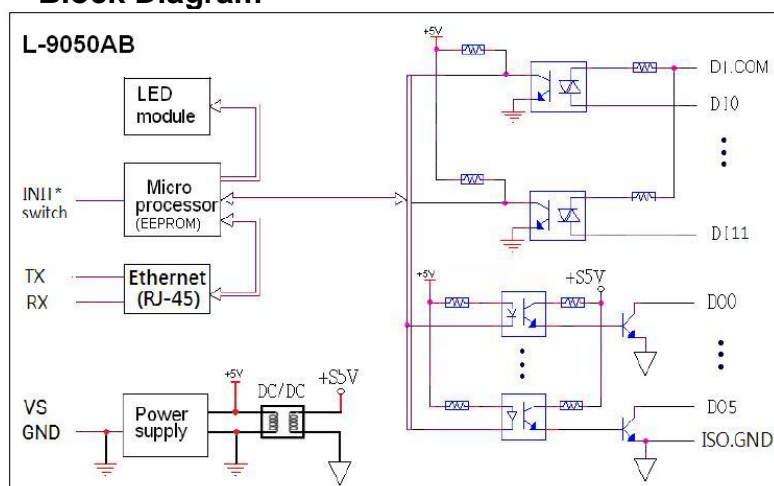 Block Diagram
L-9050AB
LED
module
INIT*
switch
Micro
processor
(EEPROM)
TX
RX
Ethernet
(RJ-45)
VS
GND
Power
supply
+5V
DC/DC
+S5V
+5V
DI.COM
DI0
DI11
+5V
+S5V
DO0
DO5
ISO.GND